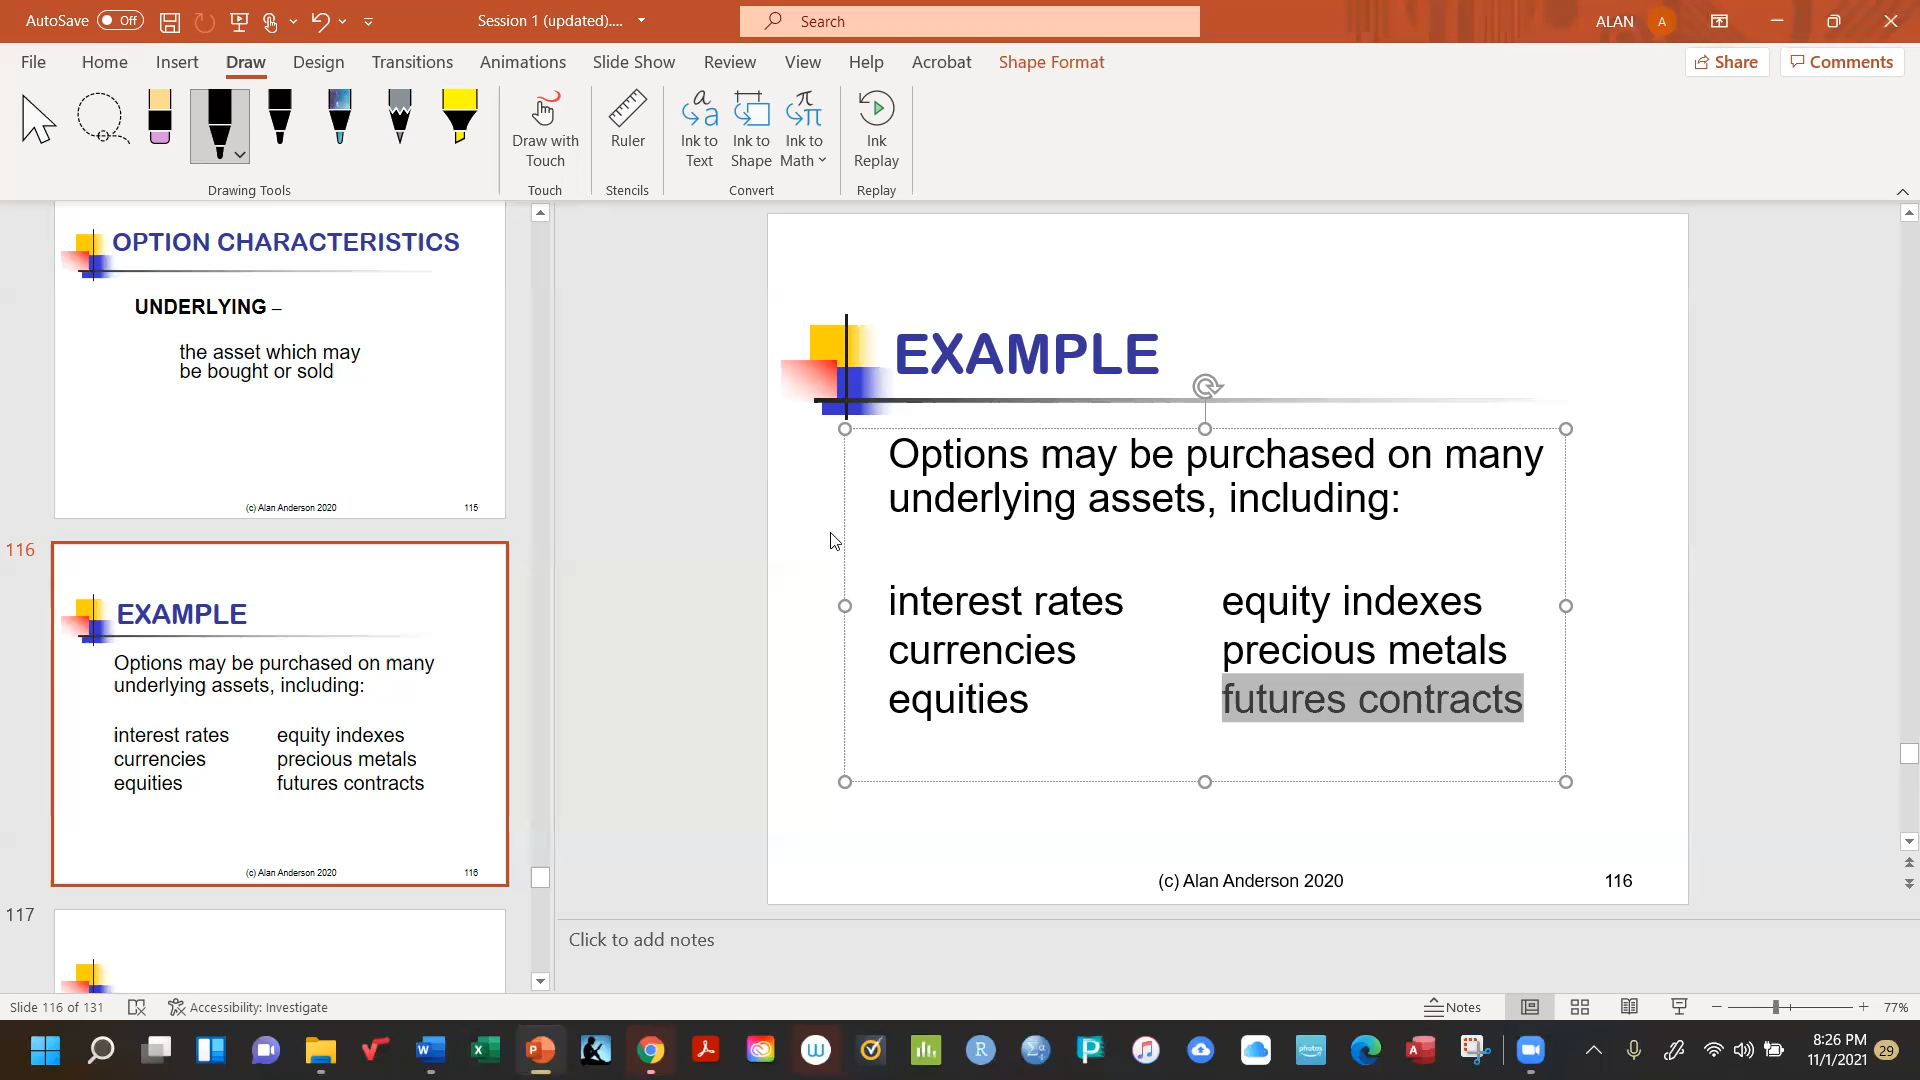 AutoSave Off
Session 1 (updated)....
Search
ALAN A
File Home Insert Draw Design Transitions Animations Slide Show Review View Help Acrobat Shape Format
Share
Comments
Draw with Touch
Ruler
Ink to Text
Ink to Shape
Ink to Math
Ink Replay
Drawing Tools
Touch
Stencils
Convert
Replay
OPTION CHARACTERISTICS
UNDERLYING –
the asset which may
be bought or sold
(c) Alan Anderson 2020 115
116
EXAMPLE
Options may be purchased on many
underlying assets, including:
interest rates equity indexes
currencies precious metals
equities futures contracts
(c) Alan Anderson 2020 116
117
EXAMPLE
Options may be purchased on many
underlying assets, including:
interest rates equity indexes
currencies precious metals
equities futures contracts
(c) Alan Anderson 2020 116
Click to add notes
Slide 116 of 131
Accessibility: Investigate
Notes
77%
8:26 PM
11/1/2021
29